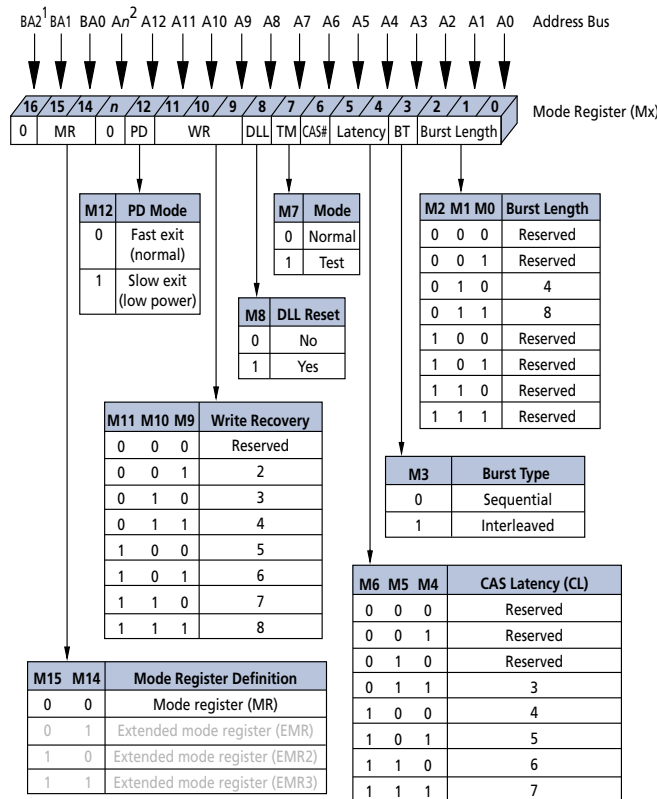 BA2¹ BA1 BA0 An² A12 A11 A10 A9 A8 A7 A6 A5 A4 A3 A2 A1 A0 Address Bus
16 15 14 n 12 11 10 9 8 7 6 5 4 3 2 1 0
Mode Register (Mx)
0 MR 0 PD WR DLL TM CAS# Latency BT Burst Length
M12 PD Mode
0 Fast exit
(normal)
1 Slow exit
(low power)
M7 Mode
0 Normal
1 Test
M2 M1 M0 Burst Length
0 0 0 Reserved
0 0 1 Reserved
0 1 0 4
0 1 1 8
1 0 0 Reserved
1 0 1 Reserved
1 1 0 Reserved
1 1 1 Reserved
M8 DLL Reset
0 No
1 Yes
M11 M10 M9 Write Recovery
0 0 0 Reserved
0 0 1 2
0 1 0 3
0 1 1 4
1 0 0 5
1 0 1 6
1 1 0 7
1 1 1 8
M3 Burst Type
0 Sequential
1 Interleaved
M6 M5 M4 CAS Latency (CL)
0 0 0 Reserved
0 0 1 Reserved
0 1 0 Reserved
0 1 1 3
1 0 0 4
1 0 1 5
1 1 0 6
1 1 1 7
M15 M14 Mode Register Definition
0 0 Mode register (MR)
0 1 Extended mode register (EMR)
1 0 Extended mode register (EMR2)
1 1 Extended mode register (EMR3)